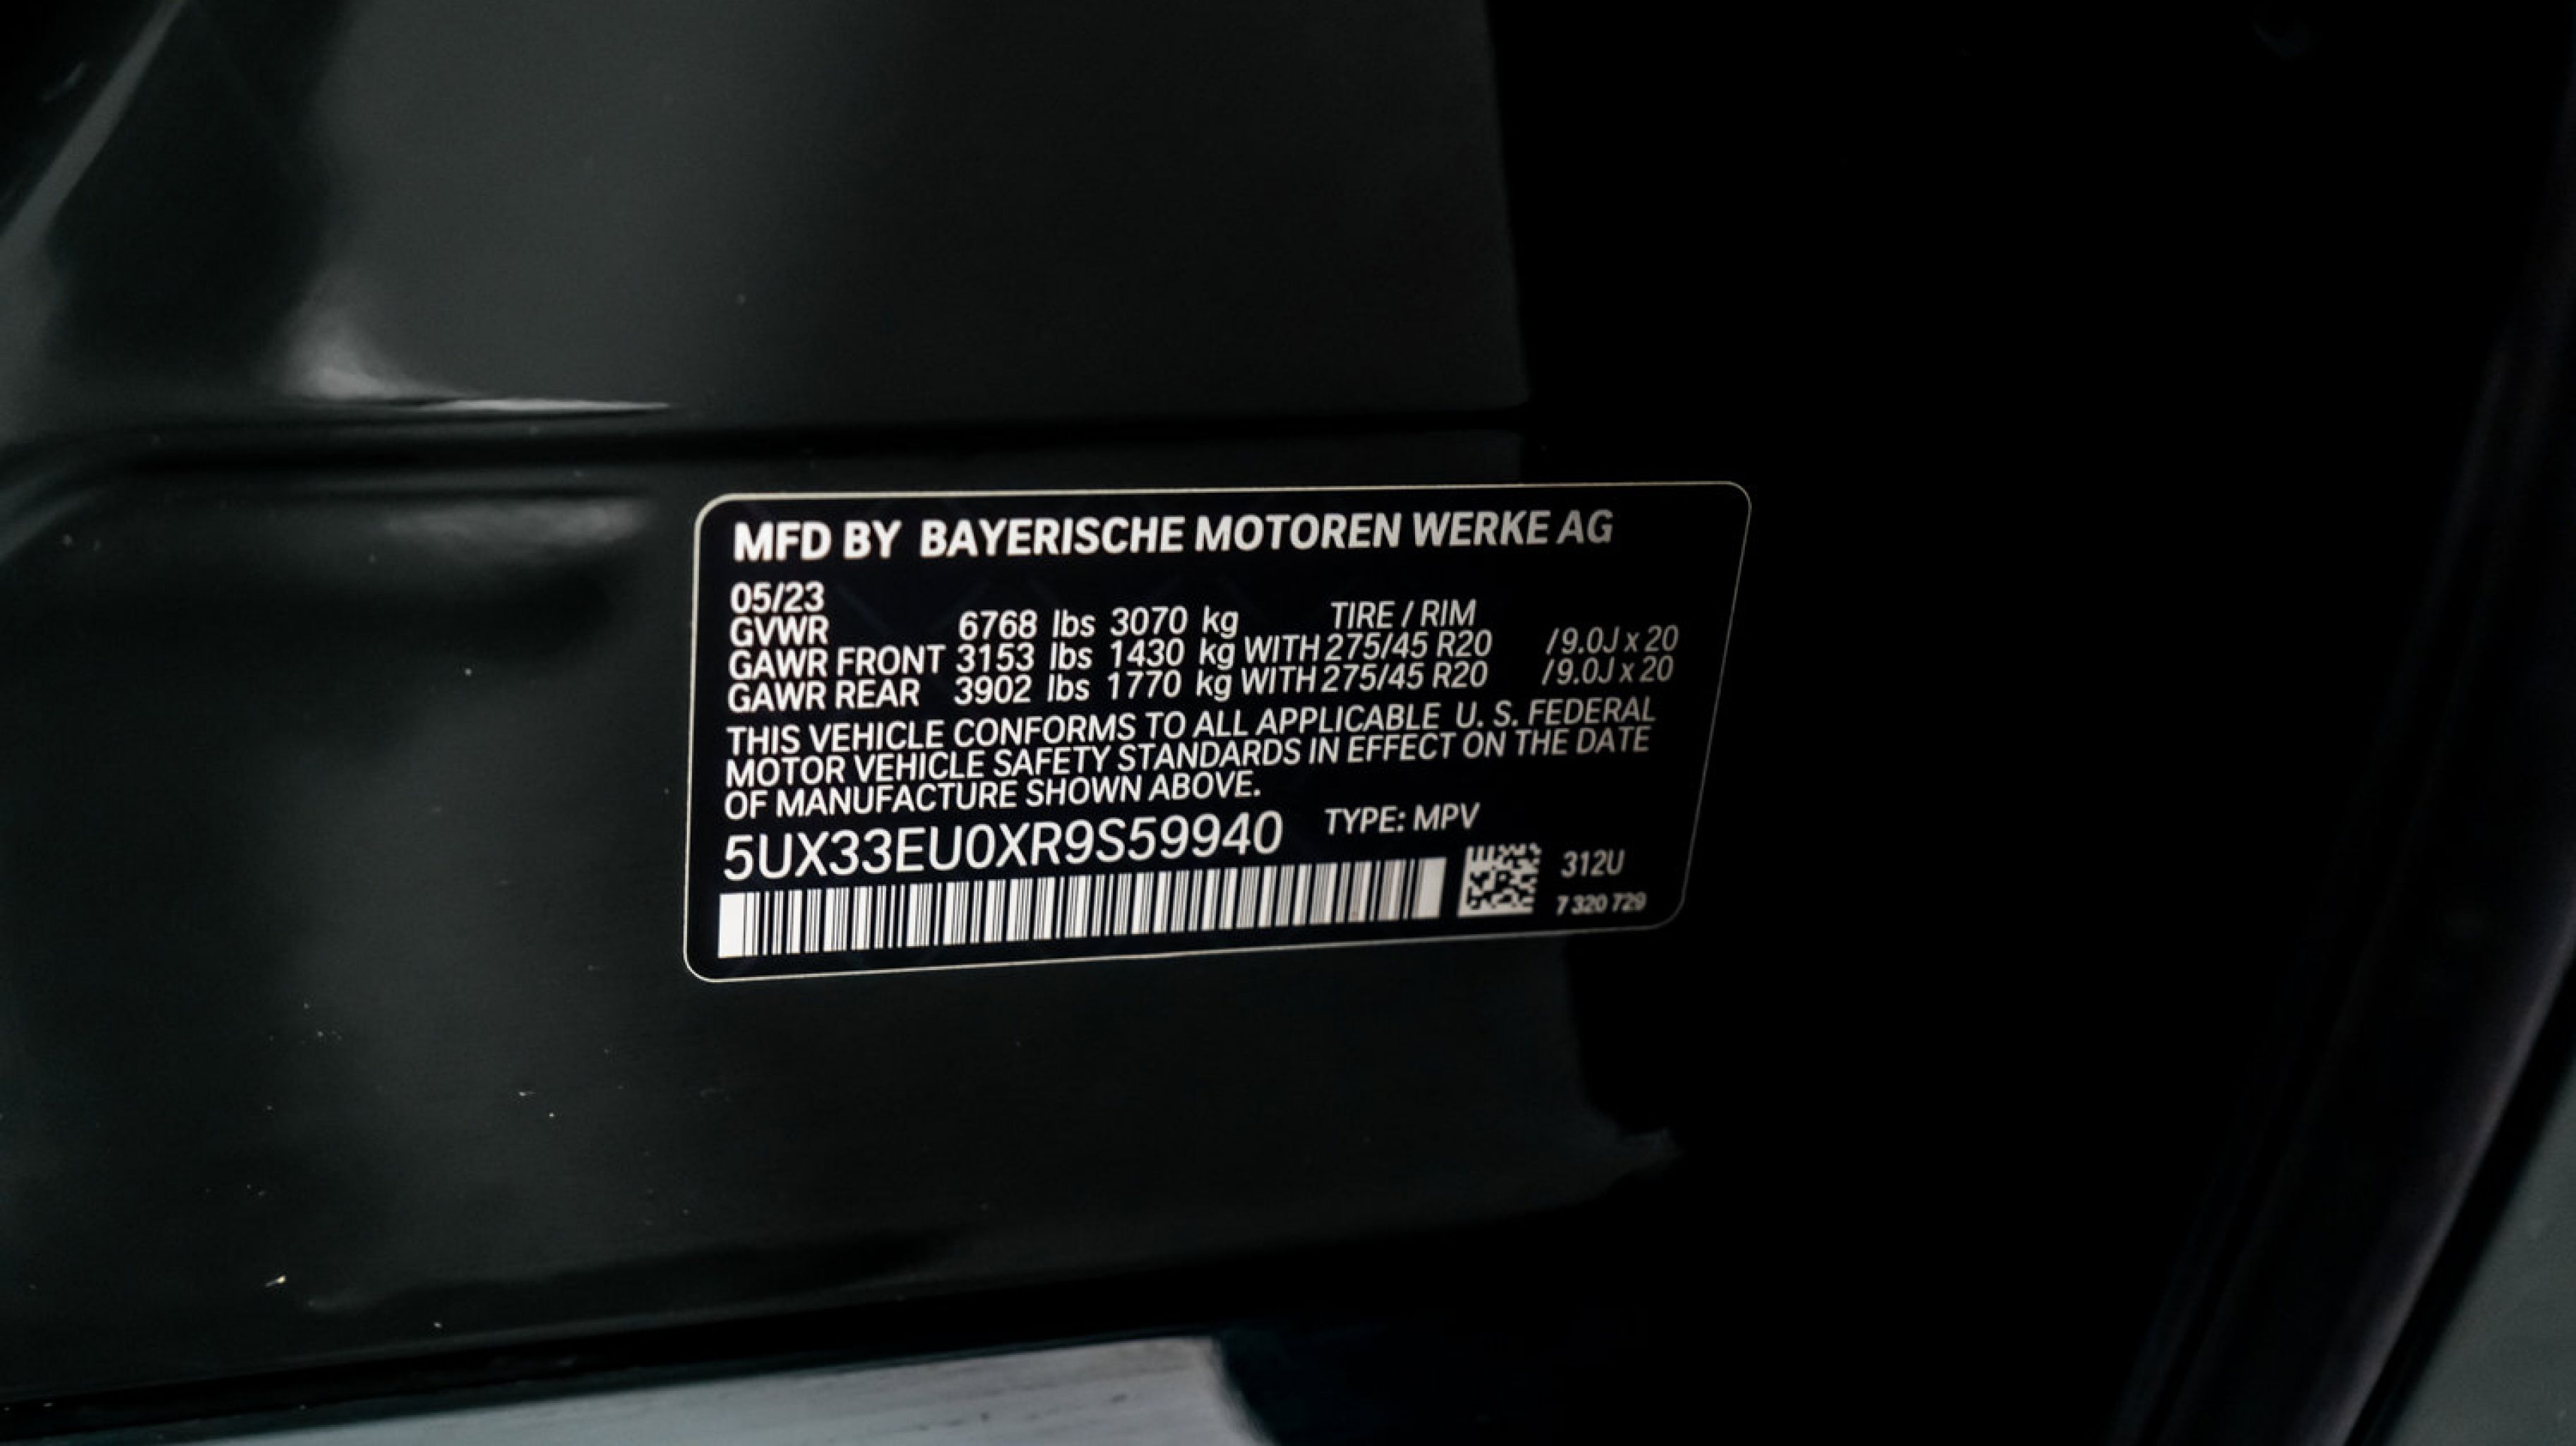 MFD BY BAYERISCHE MOTOREN WERKE AG
05/23
GVWR 6768 lbs 3070 kg TIRE / RIM
GAWR FRONT 3153 lbs 1430 kg WITH 275/45 R20 /9.0J x 20
GAWR REAR 3902 lbs 1770 kg WITH 275/45 R20 /9.0J x 20
THIS VEHICLE CONFORMS TO ALL APPLICABLE U. S. FEDERAL
MOTOR VEHICLE SAFETY STANDARDS IN EFFECT ON THE DATE
OF MANUFACTURE SHOWN ABOVE.
5UX33EU0XR9S59940 TYPE: MPV
312U
7 320 729